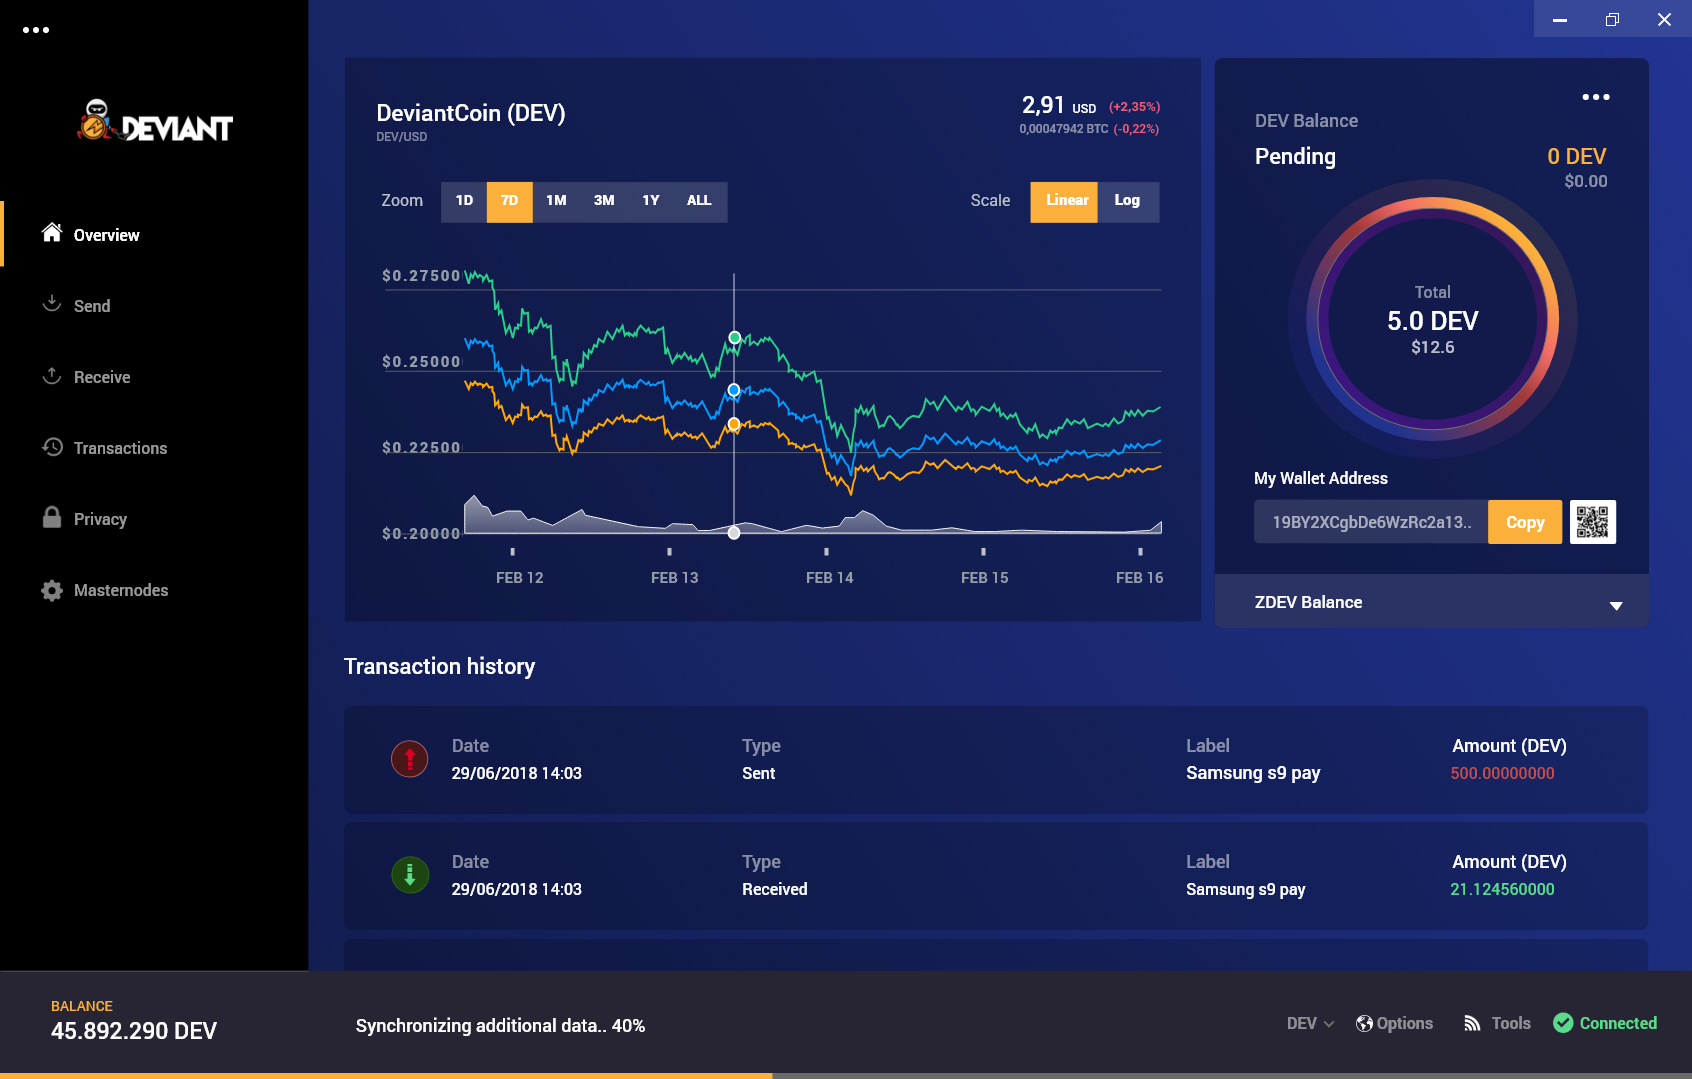 DEVIANT
Overview
Send
Receive
Transactions
Privacy
Masternodes
DeviantCoin (DEV)
DEV/USD
2,91 USD (+2,35%)
0,00047942 BTC (-0,22%)
Zoom 1D 7D 1M 3M 1Y ALL
Scale Linear Log
$0.27500
$0.25000
$0.22500
$0.20000
FEB 12 FEB 13 FEB 14 FEB 15 FEB 16
DEV Balance
Pending 0 DEV
$0.00
Total
5.0 DEV
$12.6
My Wallet Address
19BY2XCgbDe6WzRc2a13.. Copy
ZDEV Balance
Transaction history
Date Type Label Amount (DEV)
29/06/2018 14:03 Sent Samsung s9 pay 500.00000000
Date Type Label Amount (DEV)
29/06/2018 14:03 Received Samsung s9 pay 21.124560000
BALANCE
45.892.290 DEV
Synchronizing additional data.. 40%
DEV Options Tools Connected